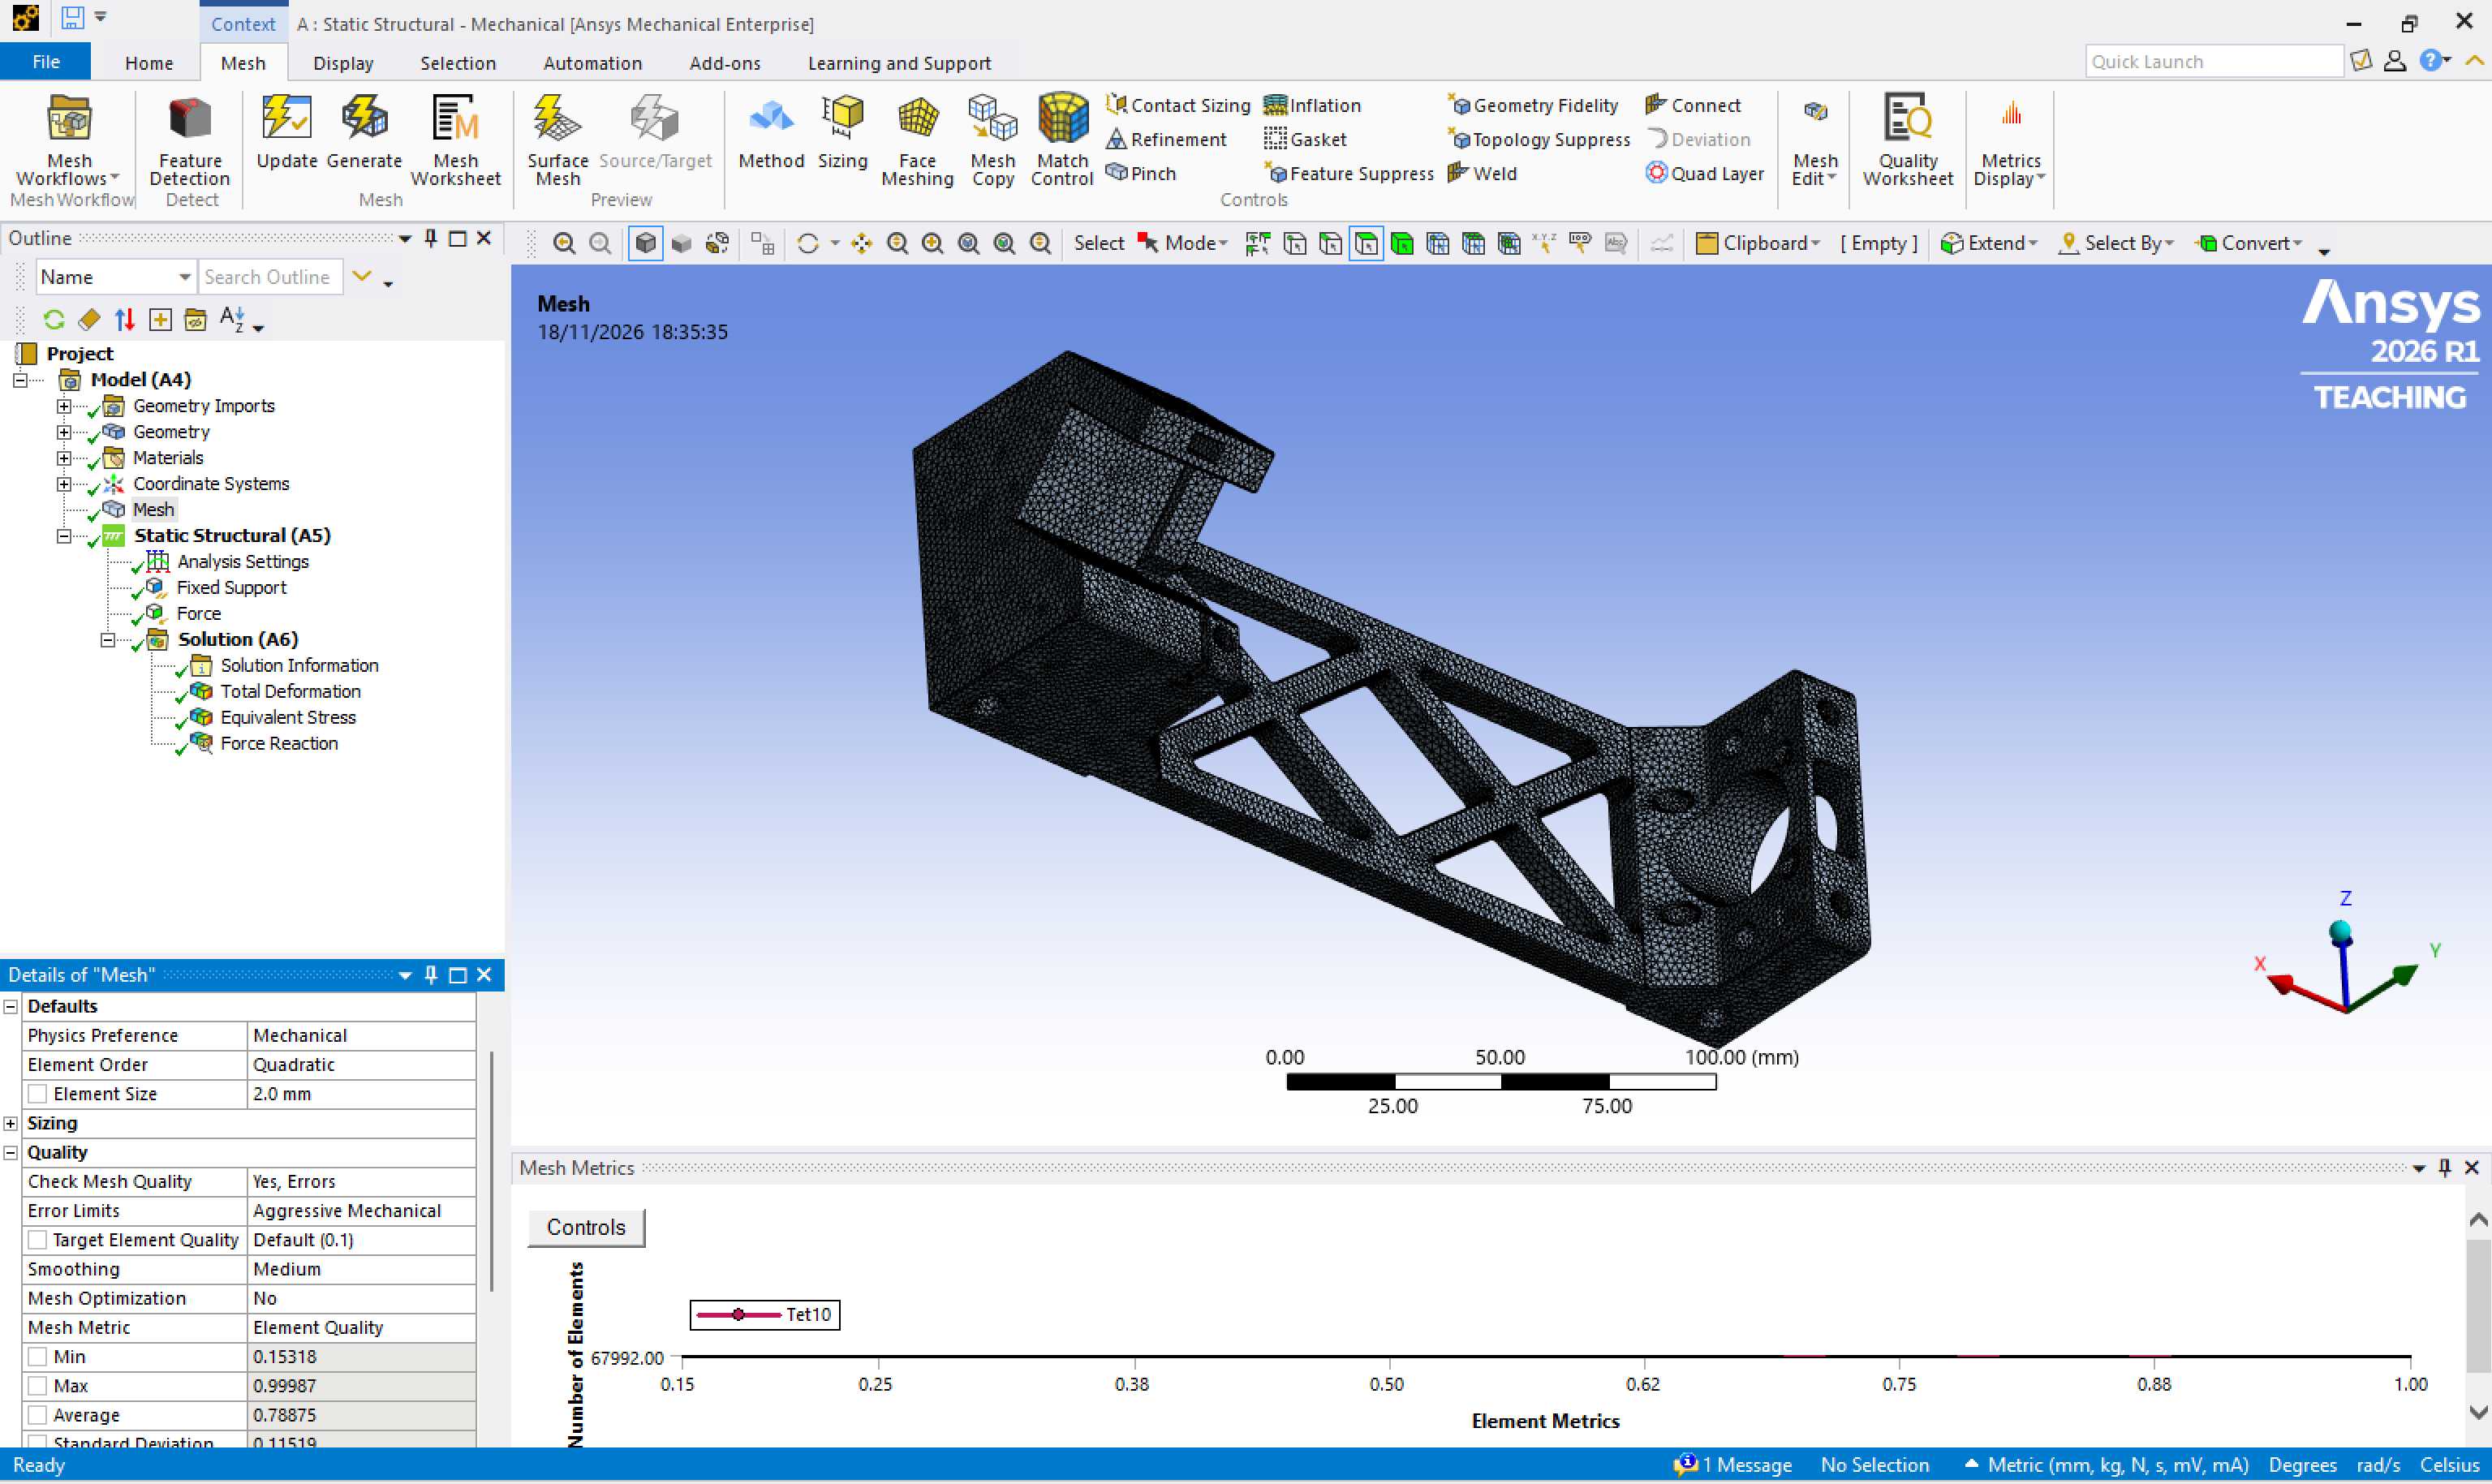 Context
A : Static Structural - Mechanical [Ansys Mechanical Enterprise]
File
Home
Mesh
Display
Selection
Automation
Add-ons
Learning and Support
Quick Launch
Mesh Workflows
Mesh Workflow
Feature Detection
Detect
Update
Generate
Mesh Worksheet
Mesh
Surface Mesh
Source/Target
Preview
Method
Sizing
Face Meshing
Mesh Copy
Match Control
Contact Sizing
Refinement
Pinch
Inflation
Gasket
Feature Suppress
Geometry Fidelity
Topology Suppress
Weld
Connect
Deviation
Quad Layer
Controls
Mesh Edit
Quality Worksheet
Metrics Display
Outline
Name
Search Outline
Select
Mode
Clipboard
[ Empty ]
Extend
Select By
Convert
Project
Model (A4)
Geometry Imports
Geometry
Materials
Coordinate Systems
Mesh
Static Structural (A5)
Analysis Settings
Fixed Support
Force
Solution (A6)
Solution Information
Total Deformation
Equivalent Stress
Force Reaction
Mesh
18/11/2026 18:35:35
Ansys
2026 R1
TEACHING
Z
X
Y
0.00
50.00
100.00 (mm)
25.00
75.00
Details of "Mesh"
Defaults
Physics Preference Mechanical
Element Order Quadratic
Element Size 2.0 mm
Sizing
Quality
Check Mesh Quality Yes, Errors
Error Limits Aggressive Mechanical
Target Element Quality Default (0.1)
Smoothing Medium
Mesh Optimization No
Mesh Metric Element Quality
Min 0.15318
Max 0.99987
Average 0.78875
Standard Deviation 0.11519
Mesh Metrics
Controls
Number of Elements
Tet10
67992.00
0.15
0.25
0.38
0.50
0.62
0.75
0.88
1.00
Element Metrics
Ready
1 Message
No Selection
Metric (mm, kg, N, s, mV, mA)
Degrees
rad/s
Celsius